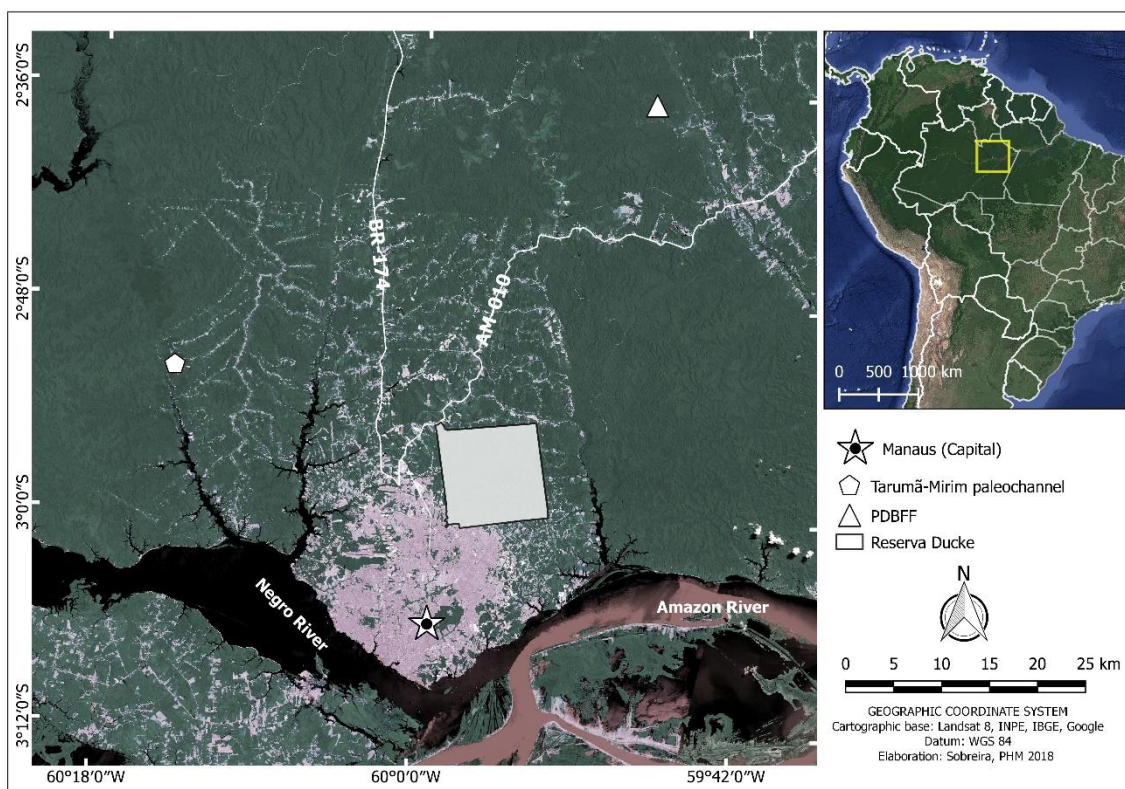 2°36'0"S
2°48'0"S
3°0'0"S
3°12'0"S
60°18'0"W
60°0'0"W
59°42'0"W
BR-174
AM-010
Negro River
Amazon River
0 500 1000 km
Manaus (Capital)
Tarumã-Mirim paleochannel
PDBFF
Reserva Ducke
N
0 5 10 15 20 25 km
GEOGRAPHIC COORDINATE SYSTEM
Cartographic base: Landsat 8, INPE, IBGE, Google
Datum: WGS 84
Elaboration: Sobreira, PHM 2018